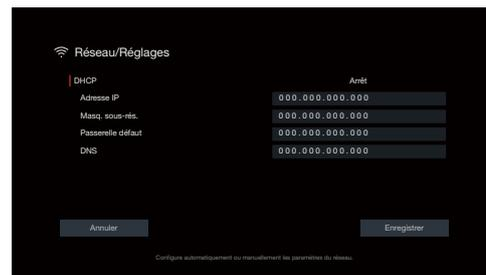 Réseau/Réglages
DHCP Arrêt
Adresse IP 000.000.000.000
Masq. sous-rés. 000.000.000.000
Passerelle défaut 000.000.000.000
DNS 000.000.000.000
Annuler Enregistrer
Configure automatiquement ou manuellement les paramètres du réseau.